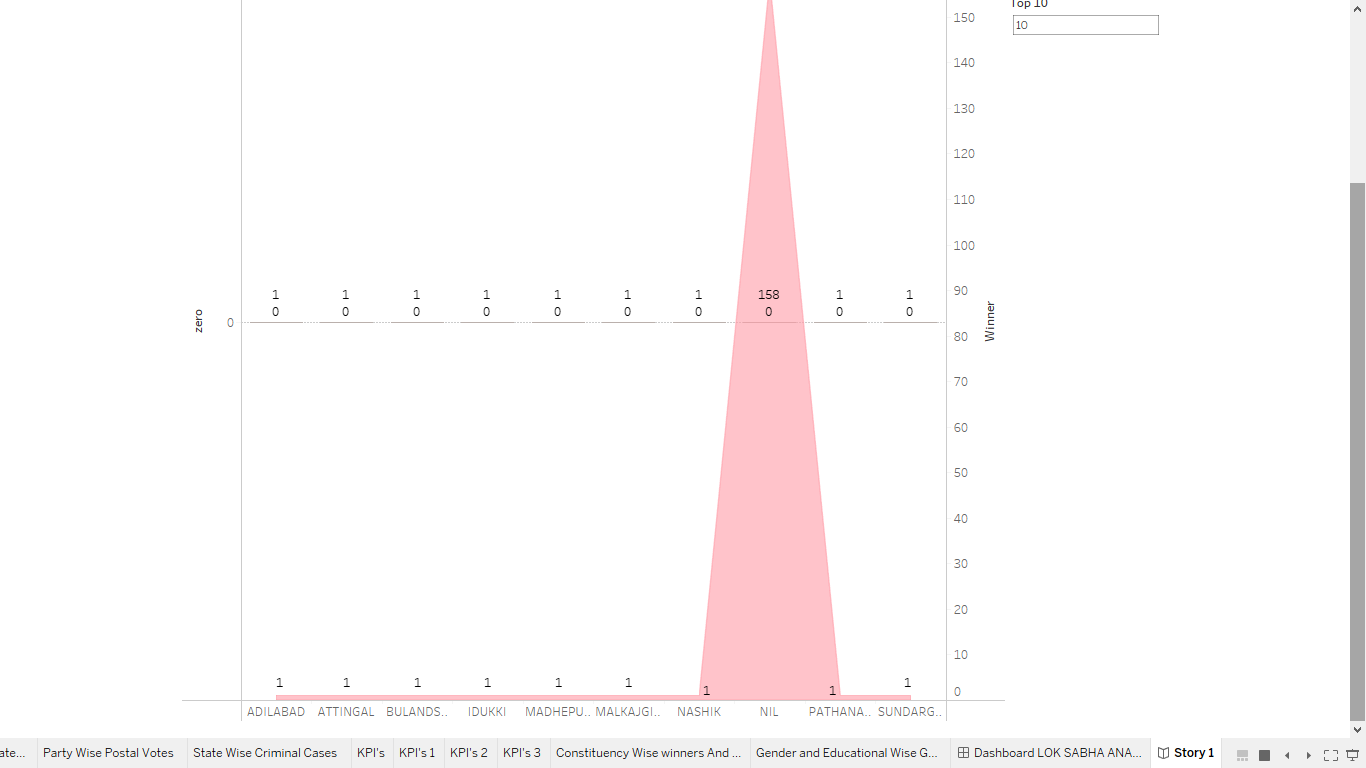 Top 10
10
150
140
130
120
110
100
90
80
70
60
50
40
30
20
10
0
Winner
zero
0
1 1 1 1 1 1 1 158 1 1
0 0 0 0 0 0 0 0 0 0
1 1 1 1 1 1 1 1 1
ADILABAD ATTINGAL BULANDS.. IDUKKI MADHEPU.. MALKAJGI.. NASHIK NIL PATHANA.. SUNDARG..
ate... Party Wise Postal Votes State Wise Criminal Cases KPI's KPI's 1 KPI's 2 KPI's 3 Constituency Wise winners And ... Gender and Educational Wise G... Dashboard LOK SABHA ANA... Story 1